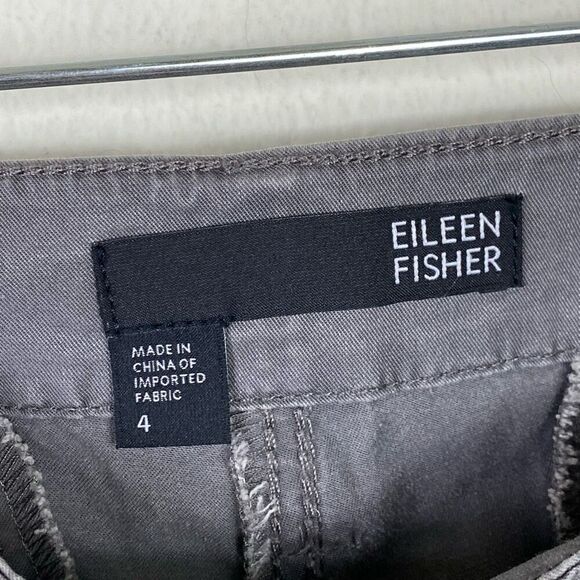 EILEEN
FISHER
MADE IN
CHINA OF
IMPORTED
FABRIC
4